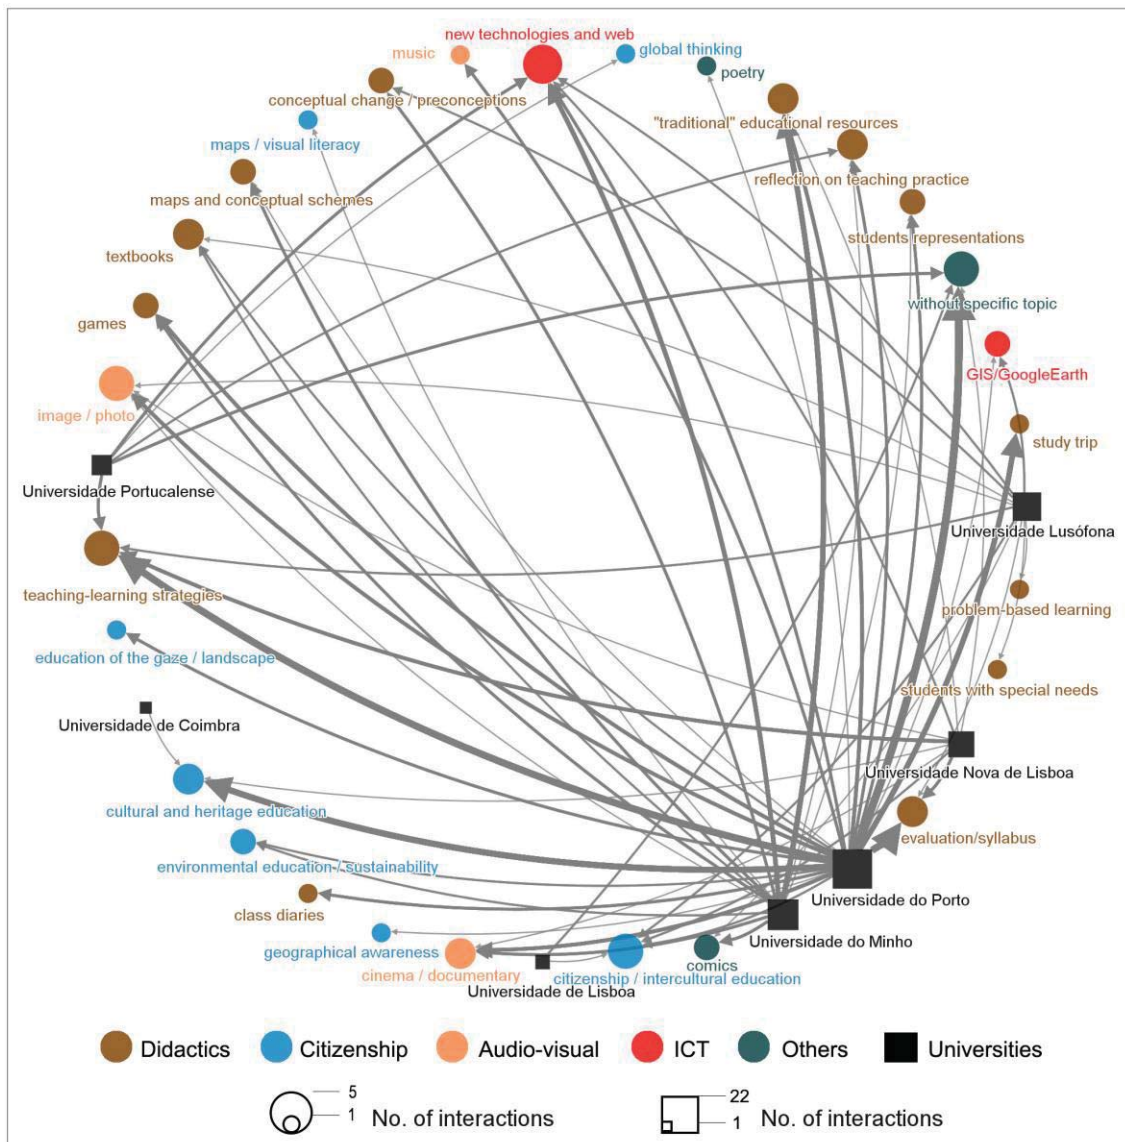 new technologies and web
music
global thinking
poetry
conceptual change / preconceptions
"traditional" educational resources
maps / visual literacy
reflection on teaching practice
maps and conceptual schemes
students representations
textbooks
without specific topic
games
GIS/GoogleEarth
image / photo
study trip
Universidade Portucalense
Universidade Lusófona
teaching-learning strategies
problem-based learning
education of the gaze / landscape
students with special needs
Universidade de Coimbra
Universidade Nova de Lisboa
cultural and heritage education
evaluation/syllabus
environmental education / sustainability
Universidade do Porto
class diaries
Universidade do Minho
geographical awareness
comics
cinema / documentary
citizenship / intercultural education
Universidade de Lisboa
Didactics
Citizenship
Audio-visual
ICT
Others
Universities
5
1
No. of interactions
22
1
No. of interactions